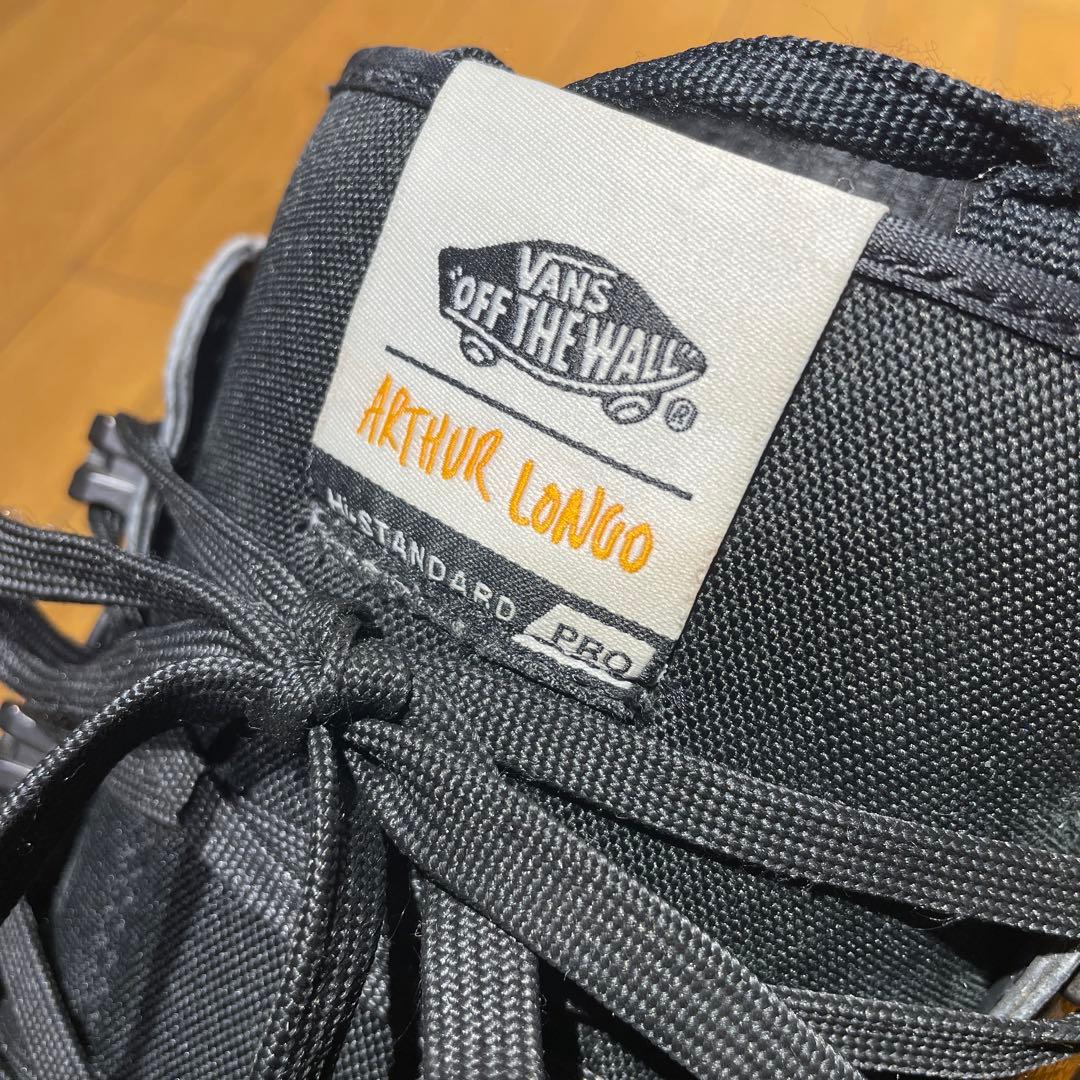 VANS
"OFF THE WALL"
®
ARTHUR LONGO
Hi-STANDARD PRO